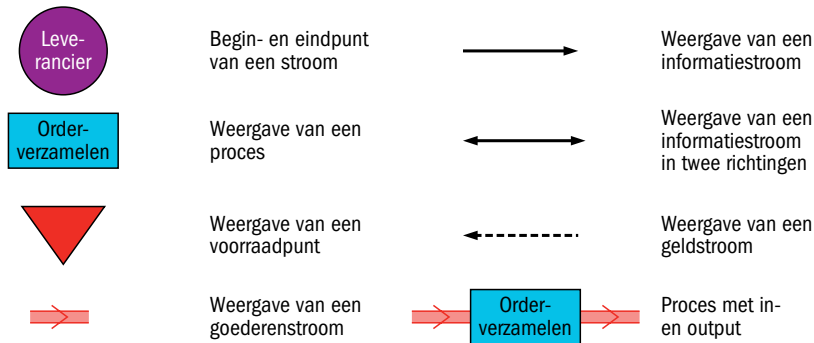 Leve-
rancier
Begin- en eindpunt
van een stroom
Weergave van een
informatiestroom
Order-
verzamelen
Weergave van een
proces
Weergave van een
informatiestroom
in twee richtingen
Weergave van een
voorraadpunt
Weergave van een
geldstroom
Weergave van een
goederenstroom
Order-
verzamelen
Proces met in-
en output